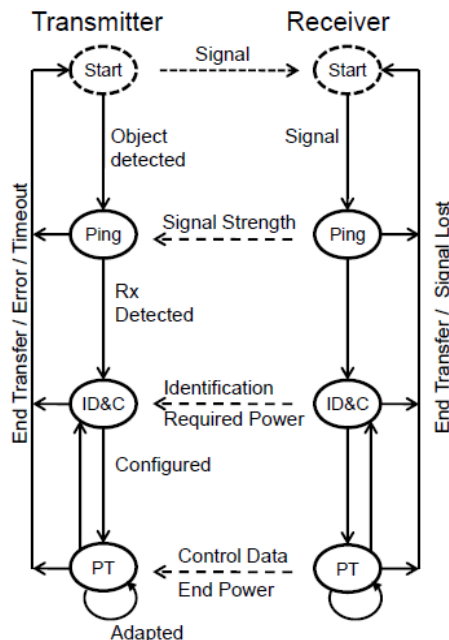 Transmitter Receiver
Start Signal Start
Object
detected
Signal
Ping Signal Strength Ping
Rx
Detected
ID&C Identification ID&C
Required Power
Configured
PT Control Data PT
End Power
Adapted
End Transfer / Error / Timeout
End Transfer / Signal Lost